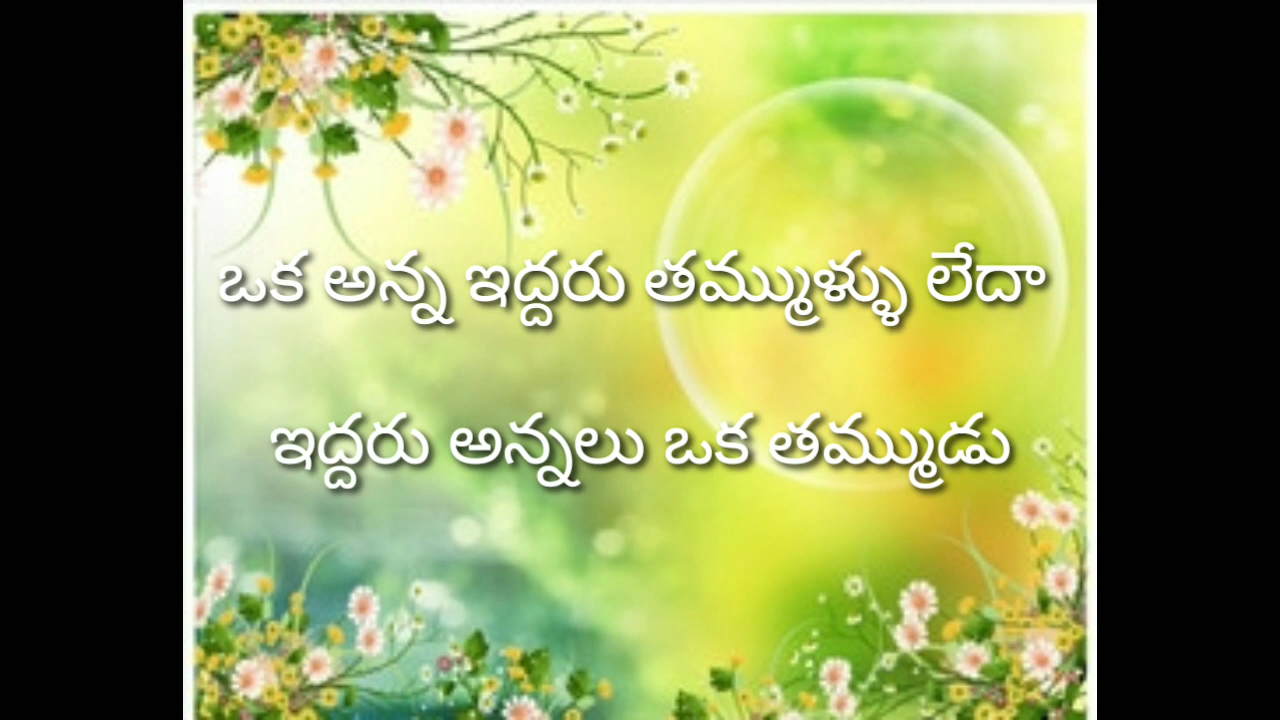 ఒక అన్న ఇద్దరు తమ్ముళ్ళు లేదా
ఇద్దరు అన్నలు ఒక తమ్ముడు